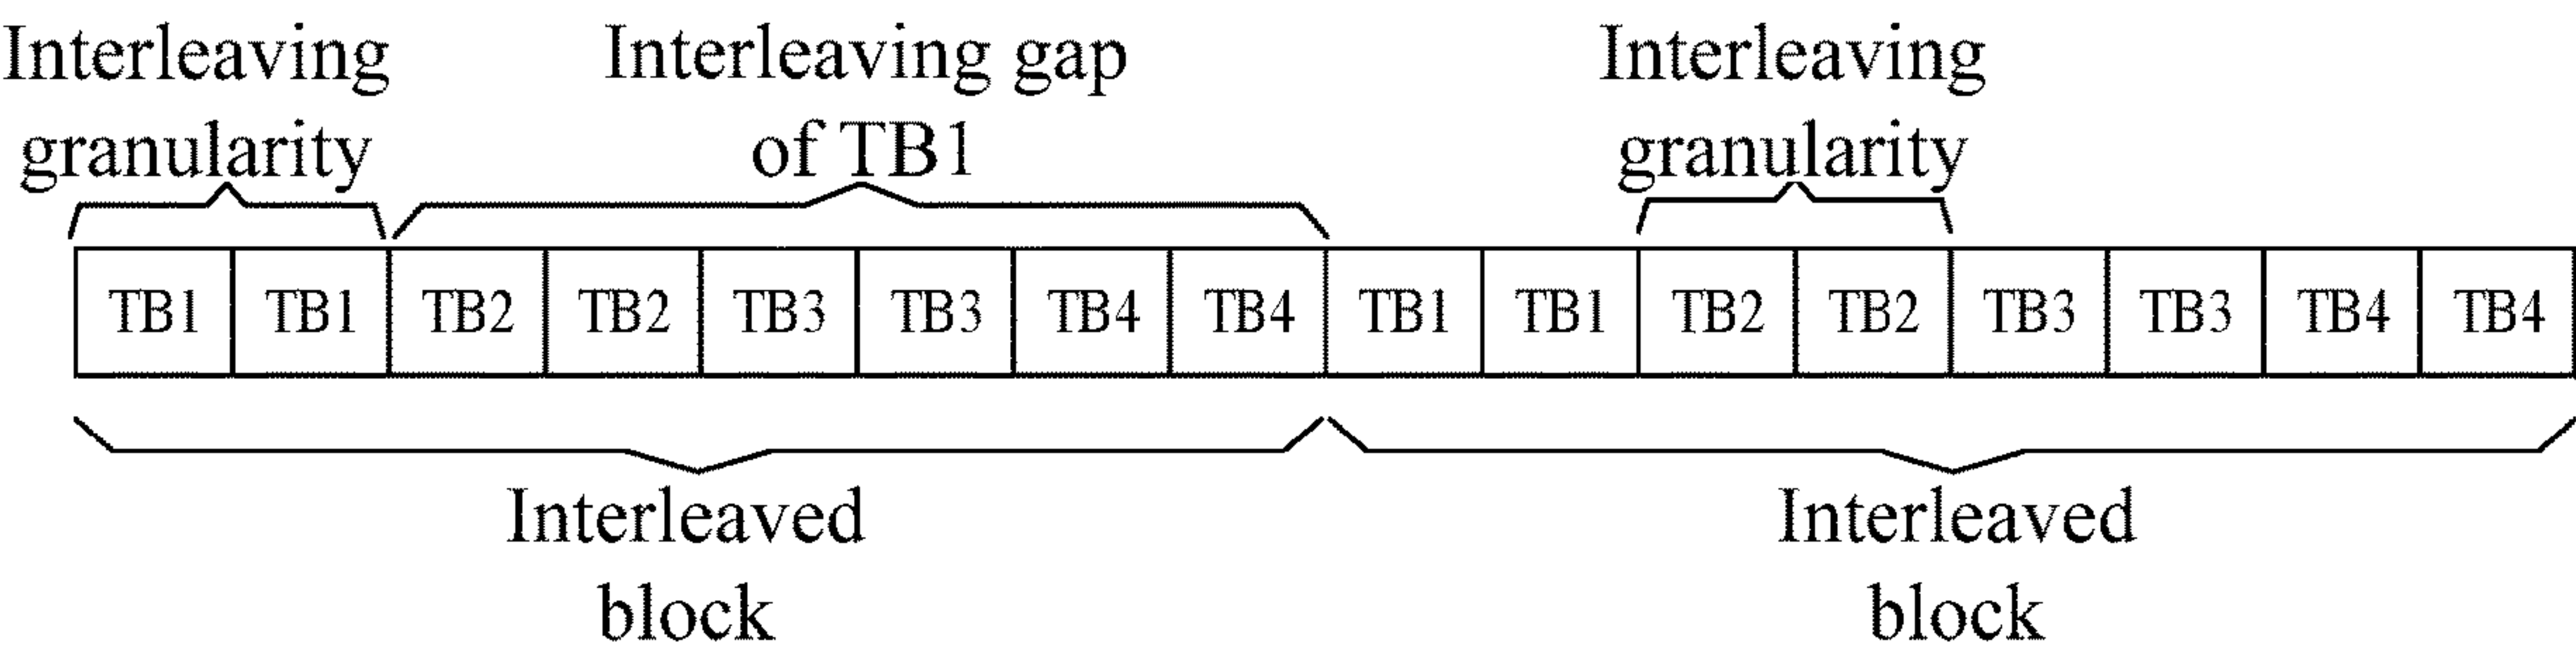 Interleaving
granularity
Interleaving gap
of TB1
Interleaving
granularity
TB1 TB1 TB2 TB2 TB3 TB3 TB4 TB4 TB1 TB1 TB2 TB2 TB3 TB3 TB4 TB4
Interleaved
block
Interleaved
block